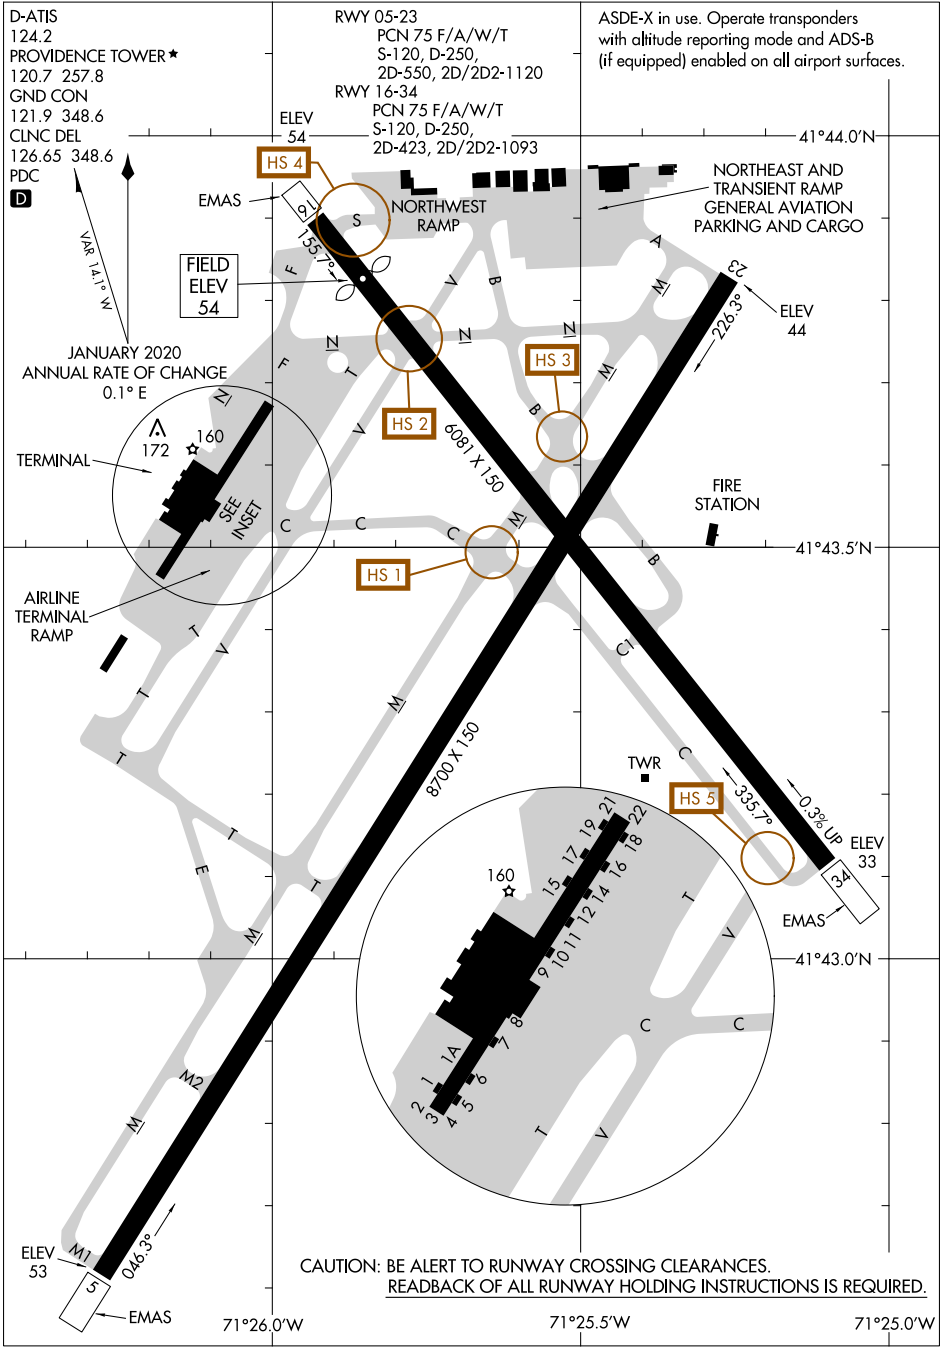 D-ATIS
124.2
PROVIDENCE TOWER★
120.7 257.8
GND CON
121.9 348.6
CLNC DEL
126.65 348.6
PDC
D
RWY 05-23
PCN 75 F/A/W/T
S-120, D-250,
2D-550, 2D/2D2-1120
RWY 16-34
PCN 75 F/A/W/T
S-120, D-250,
2D-423, 2D/2D2-1093
ASDE-X in use. Operate transponders
with altitude reporting mode and ADS-B
(if equipped) enabled on all airport surfaces.
ELEV
54
41°44.0'N
HS 4
EMAS
16
155.7°
S
NORTHWEST
RAMP
NORTHEAST AND
TRANSIENT RAMP
GENERAL AVIATION
PARKING AND CARGO
VAR 14.1° W
FIELD
ELEV
54
F
V
B
A
M
23
ELEV
44
226.3°
JANUARY 2020
ANNUAL RATE OF CHANGE
0.1° E
N
N
N
F
T
HS 3
M
HS 2
N
V
B
172
160
TERMINAL
6081 X 150
SEE
INSET
FIRE
STATION
C
C
C
M
41°43.5'N
HS 1
B
AIRLINE
TERMINAL
RAMP
T
V
C1
T
M
8700 X 150
C
T
TWR
HS 5
335.7°
0.3% UP
ELEV
33
34
EMAS
T
E
T
M
21
22
19
18
17
16
160
15
14
12
11
10
9
T
V
41°43.0'N
8
C
C
7
1A
6
1
5
2
3
4
T
V
M2
M
M1
046.3°
ELEV
53
5
EMAS
CAUTION: BE ALERT TO RUNWAY CROSSING CLEARANCES.
READBACK OF ALL RUNWAY HOLDING INSTRUCTIONS IS REQUIRED.
71°26.0'W
71°25.5'W
71°25.0'W